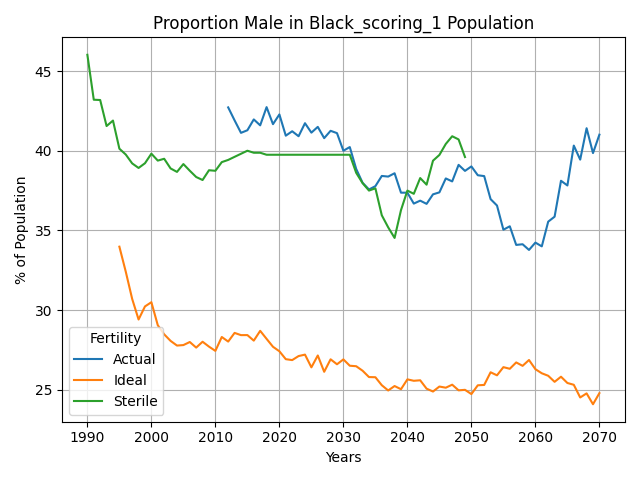 Proportion Male in Black_scoring_1 Population
% of Population
45
40
35
30
25
Fertility
Actual
Ideal
Sterile
1990 2000 2010 2020 2030 2040 2050 2060 2070
Years